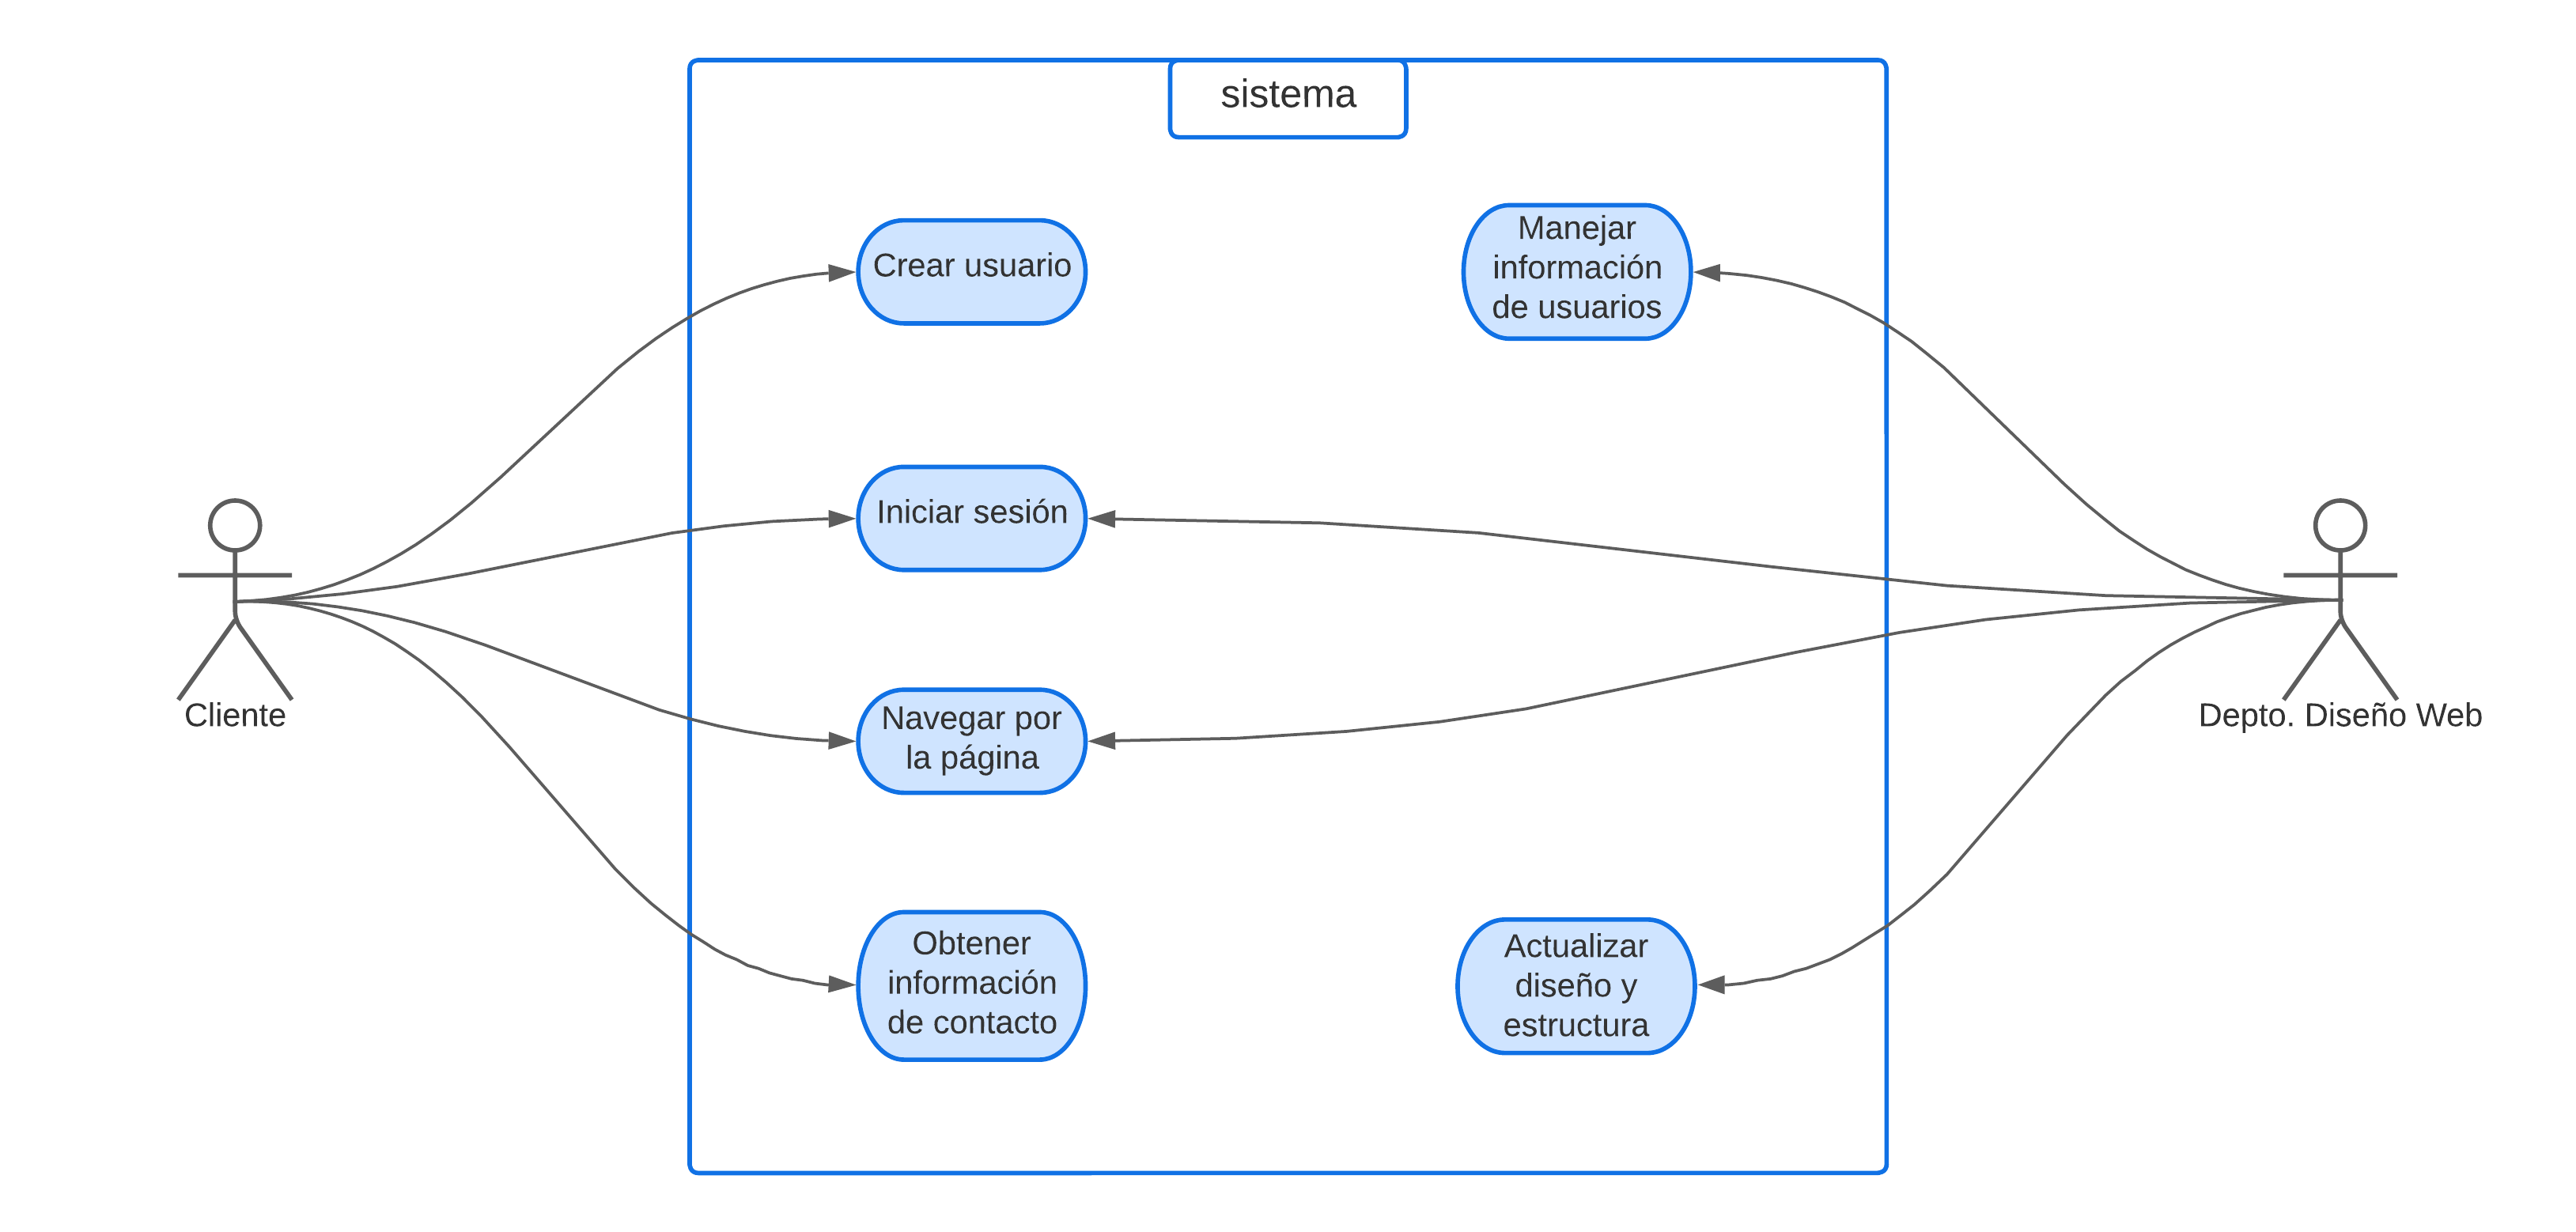 sistema
Crear usuario
Manejar
información
de usuarios
Iniciar sesión
Cliente
Navegar por
la página
Depto. Diseño Web
Obtener
información
de contacto
Actualizar
diseño y
estructura